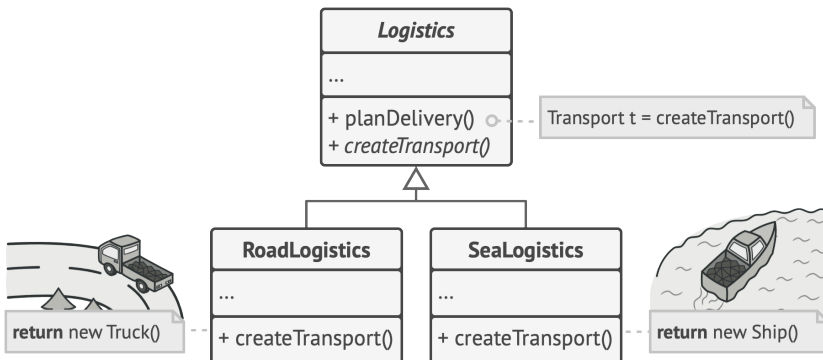 Logistics
...
+ planDelivery()
+ createTransport()
Transport t = createTransport()
RoadLogistics
...
+ createTransport()
SeaLogistics
...
+ createTransport()
return new Truck()
return new Ship()